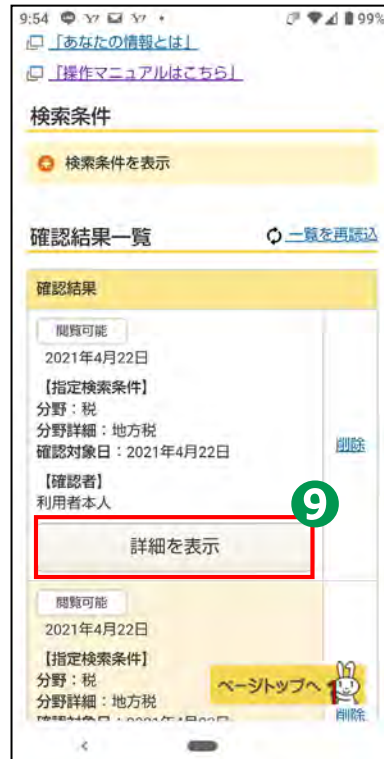 9:54 99%
「あなたの情報とは」
「操作マニュアルはこちら」
検索条件
検索条件を表示
確認結果一覧 一覧を再読込
確認結果
閲覧可能
2021年4月22日
【指定検索条件】
分野：税
分野詳細：地方税
確認対象日：2021年4月22日
削除
【確認者】
利用者本人
9
詳細を表示
閲覧可能
2021年4月22日
【指定検索条件】
分野：税
ページトップへ
分野詳細：地方税
削除